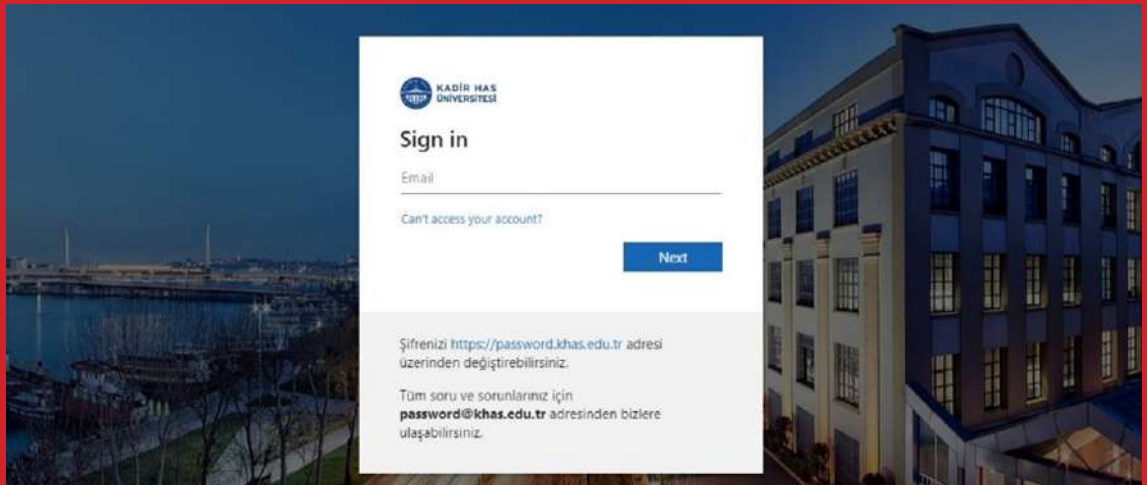 KADİR HAS
ÜNİVERSİTESİ
Sign in
Email
Can't access your account?
Next
Şifrenizi https://password.khas.edu.tr adresi
üzerinden değiştirebilirsiniz.
Tüm soru ve sorunlarınız için
password@khas.edu.tr adresinden bizlere
ulaşabilirsiniz.